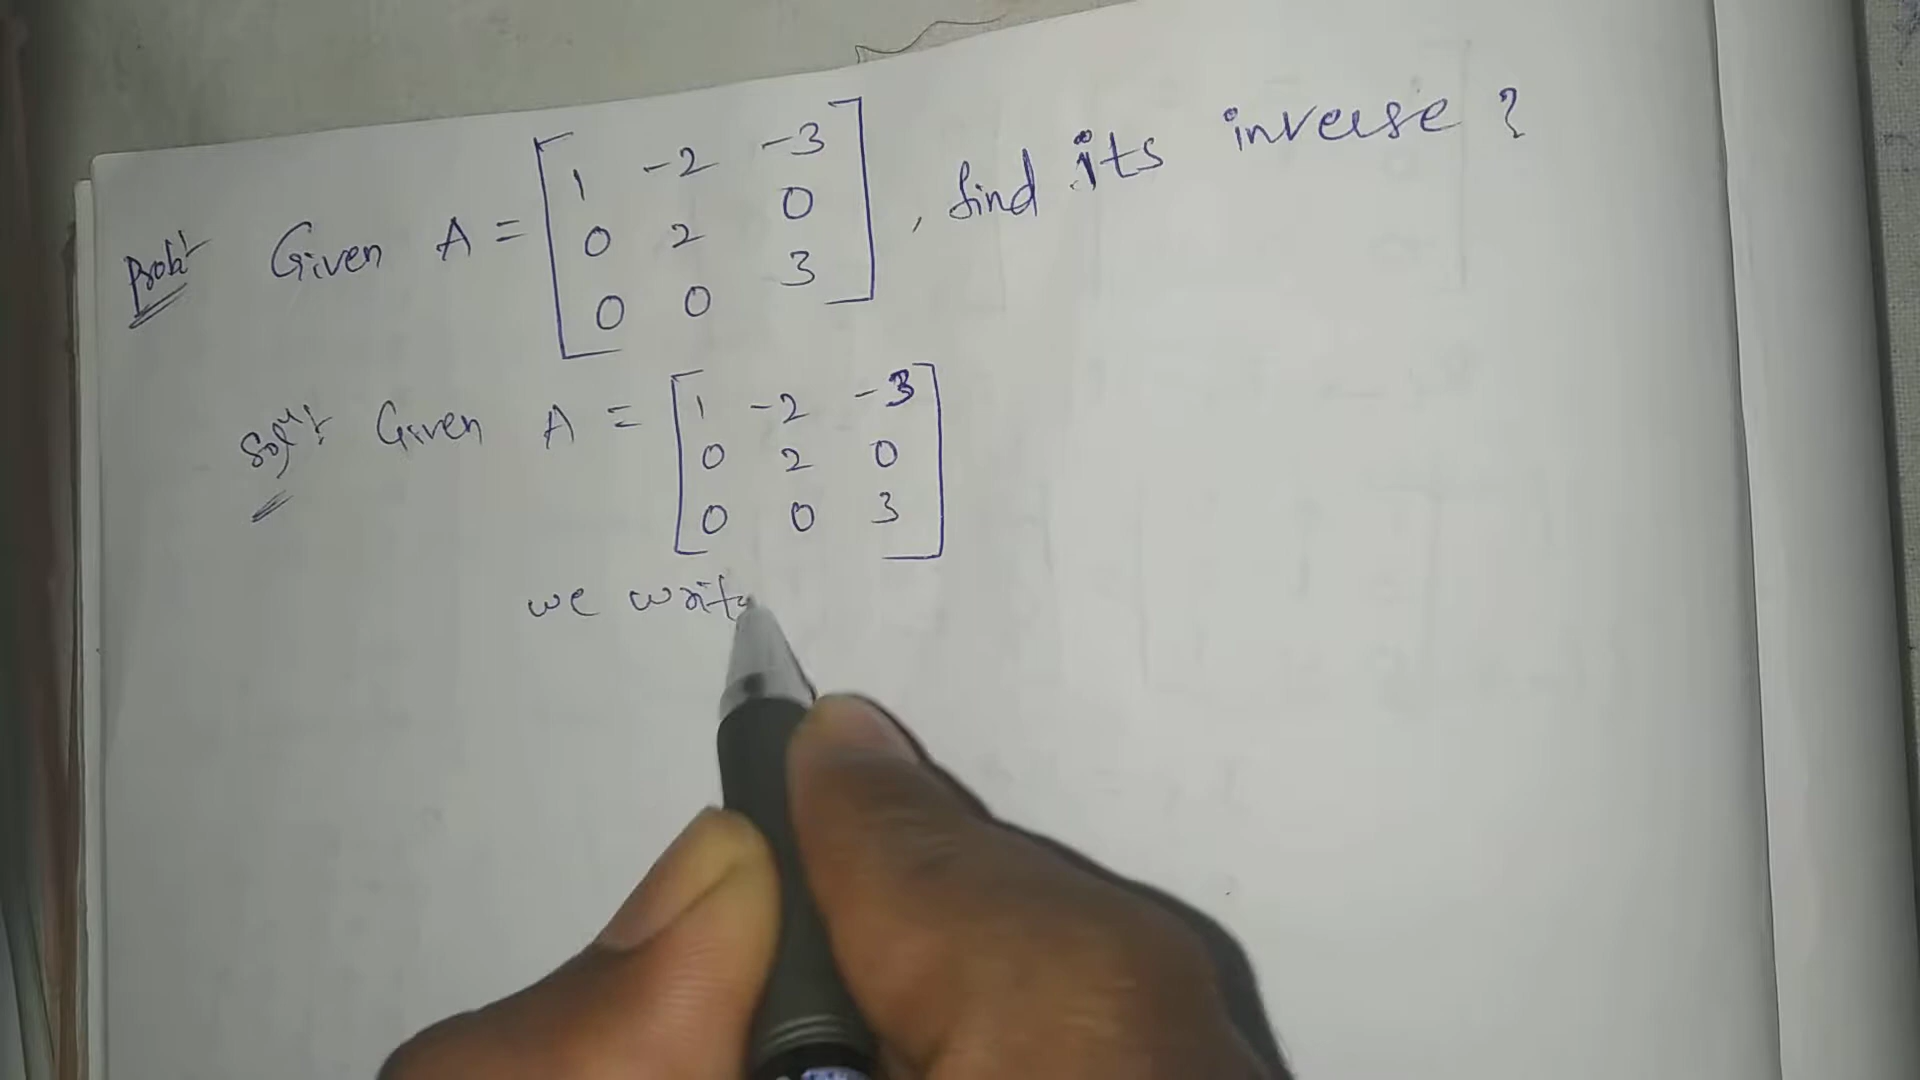 Prob:- Given A = [1 -2 -3
0 2 0
0 0 3], find its inverse ?
Sol:- Given A = [1 -2 -3
0 2 0
0 0 3]
we write